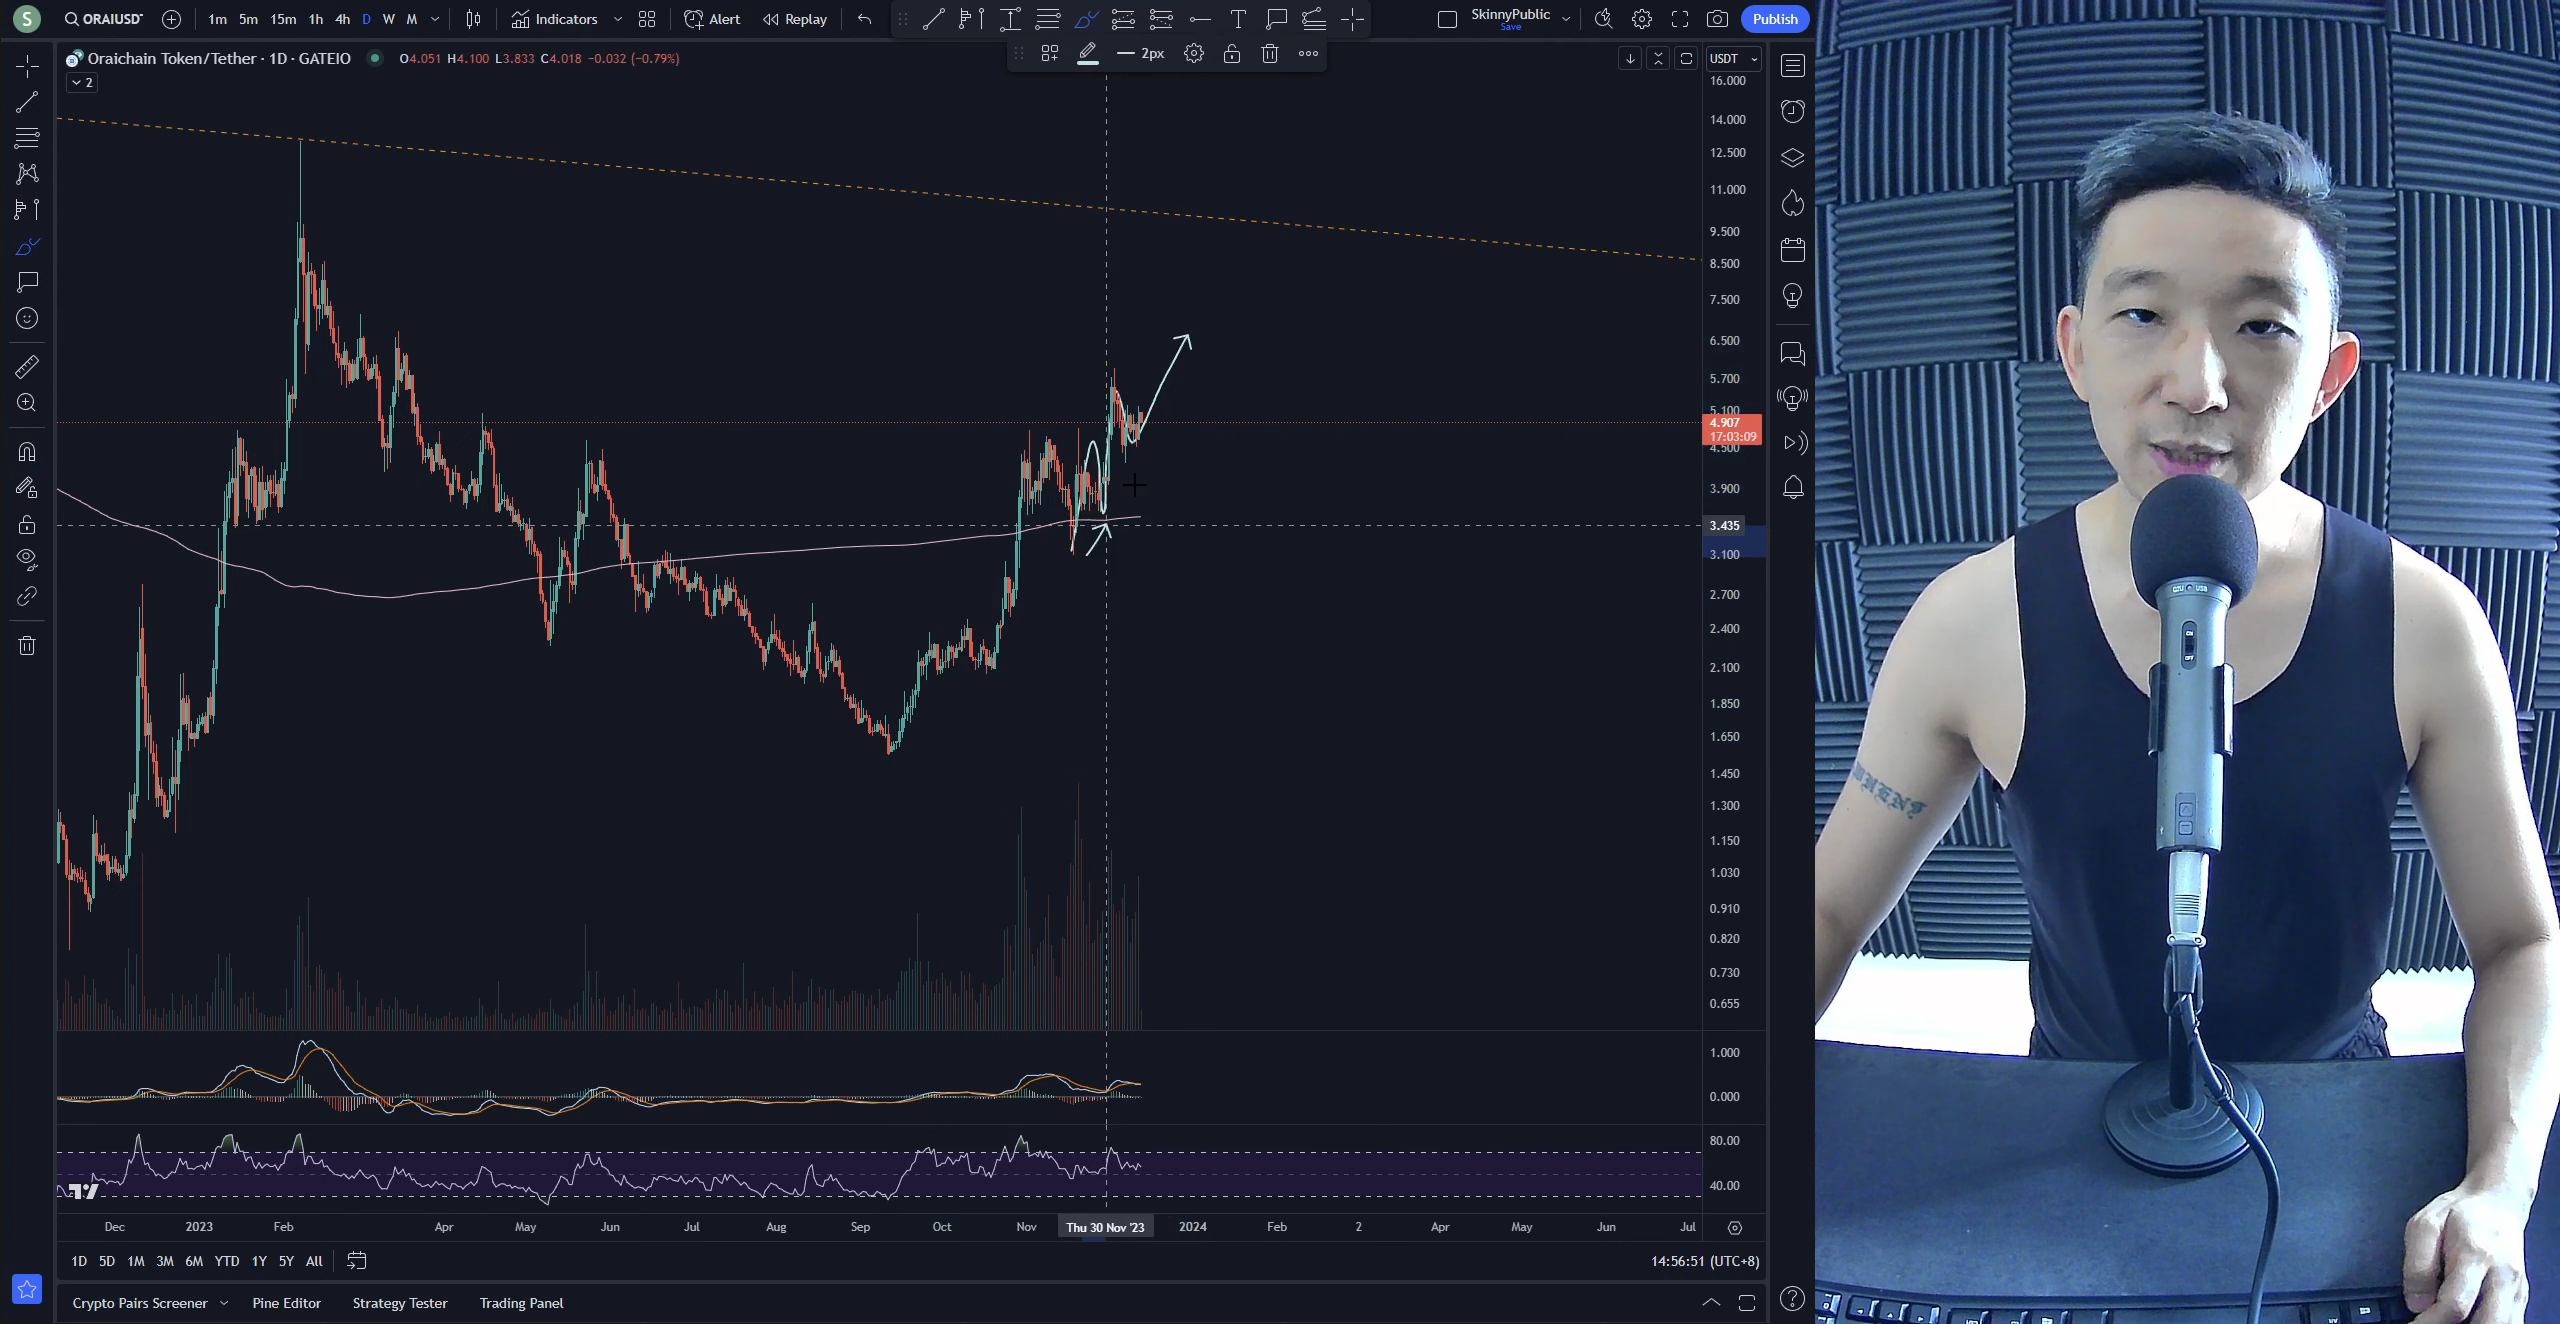 S
ORAIUSDT
1m 5m 15m 1h 4h D W M
Indicators
Alert
Replay
SkinnyPublic
Save
Publish
2px
Oraichain Token/Tether · 1D · GATEIO
O4.051 H4.100 L3.833 C4.018 −0.032 (−0.79%)
2
USDT
16.000
14.000
12.500
11.000
9.500
8.500
7.500
6.500
5.700
5.100
4.907
17:03:09
4.500
3.900
3.435
3.100
2.700
2.400
2.100
1.850
1.650
1.450
1.300
1.150
1.030
0.910
0.820
0.730
0.655
1.000
0.000
80.00
40.00
Dec 2023 Feb Apr May Jun Jul Aug Sep Oct Nov Thu 30 Nov '23 2024 Feb 2 Apr May Jun Jul
1D 5D 1M 3M 6M YTD 1Y 5Y All
14:56:51 (UTC+8)
Crypto Pairs Screener Pine Editor Strategy Tester Trading Panel
ON
OFF